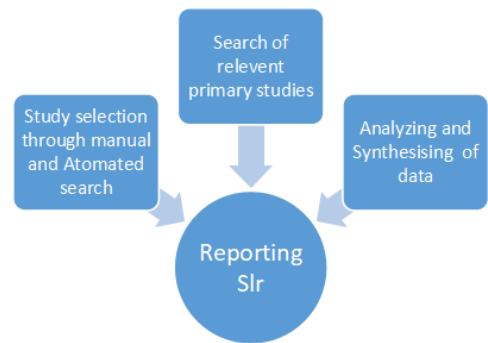 Search of
relevent
primary studies
Study selection
through manual
and Atomated
search
Analyzing and
Synthesising of
data
Reporting
Slr